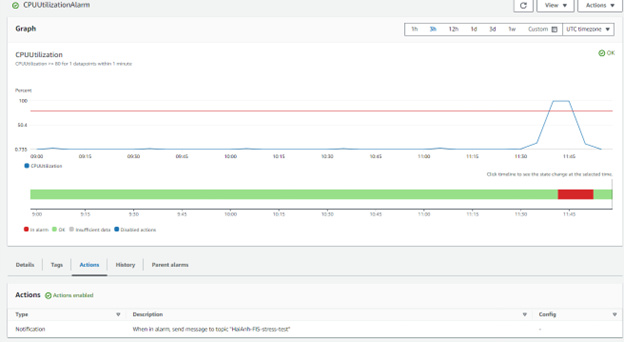 CPUUtilizationAlarm
View
Actions
Graph
1h 3h 12h 1d 3d 1w Custom UTC timezone
CPUUtilization
OK
CPUUtilization >= 80 for 1 datapoints within 1 minute
Percent
100
50.4
0.755
09:00 09:15 09:30 09:45 10:00 10:15 10:30 10:45 11:00 11:15 11:30 11:45
CPUUtilization
Click timeline to see the state change at the selected time.
9:00 9:15 9:30 9:45 10:00 10:15 10:30 10:45 11:00 11:15 11:30 11:45
In alarm OK Insufficient data Disabled actions
Details Tags Actions History Parent alarms
Actions Actions enabled
Type Description Config
Notification When in alarm, send message to topic "HaiAnh-FIS-stress-test" -